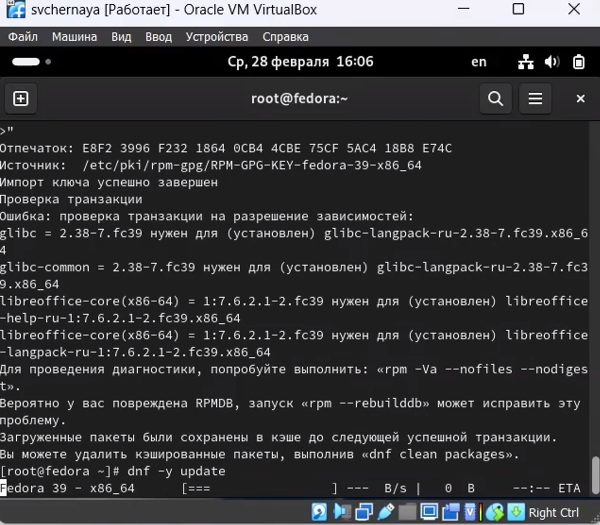 svchernaya [Работает] - Oracle VM VirtualBox
Файл Машина Вид Ввод Устройства Справка
Ср, 28 февраля 16:06
en
root@fedora:~
>"
Отпечаток: E8F2 3996 F232 1864 0CB4 4CBE 75CF 5AC4 18B8 E74C
Источник: /etc/pki/rpm-gpg/RPM-GPG-KEY-fedora-39-x86_64
Импорт ключа успешно завершен
Проверка транзакции
Ошибка: проверка транзакции на разрешение зависимостей:
glibc = 2.38-7.fc39 нужен для (установлен) glibc-langpack-ru-2.38-7.fc39.x86_6
4
glibc-common = 2.38-7.fc39 нужен для (установлен) glibc-langpack-ru-2.38-7.fc3
9.x86_64
libreoffice-core(x86-64) = 1:7.6.2.1-2.fc39 нужен для (установлен) libreoffice
-help-ru-1:7.6.2.1-2.fc39.x86_64
libreoffice-core(x86-64) = 1:7.6.2.1-2.fc39 нужен для (установлен) libreoffice
-langpack-ru-1:7.6.2.1-2.fc39.x86_64
Для проведения диагностики, попробуйте выполнить: «rpm -Va --nofiles --nodiges
t».
Вероятно у вас повреждена RPMDB, запуск «rpm --rebuilddb» может исправить эту
проблему.
Загруженные пакеты были сохранены в кэше до следующей успешной транзакции.
Вы можете удалить кэшированные пакеты, выполнив «dnf clean packages».
[root@fedora ~]# dnf -y update
Fedora 39 - x86_64 [=== ] --- B/s | 0 B --:-- ETA
Right Ctrl